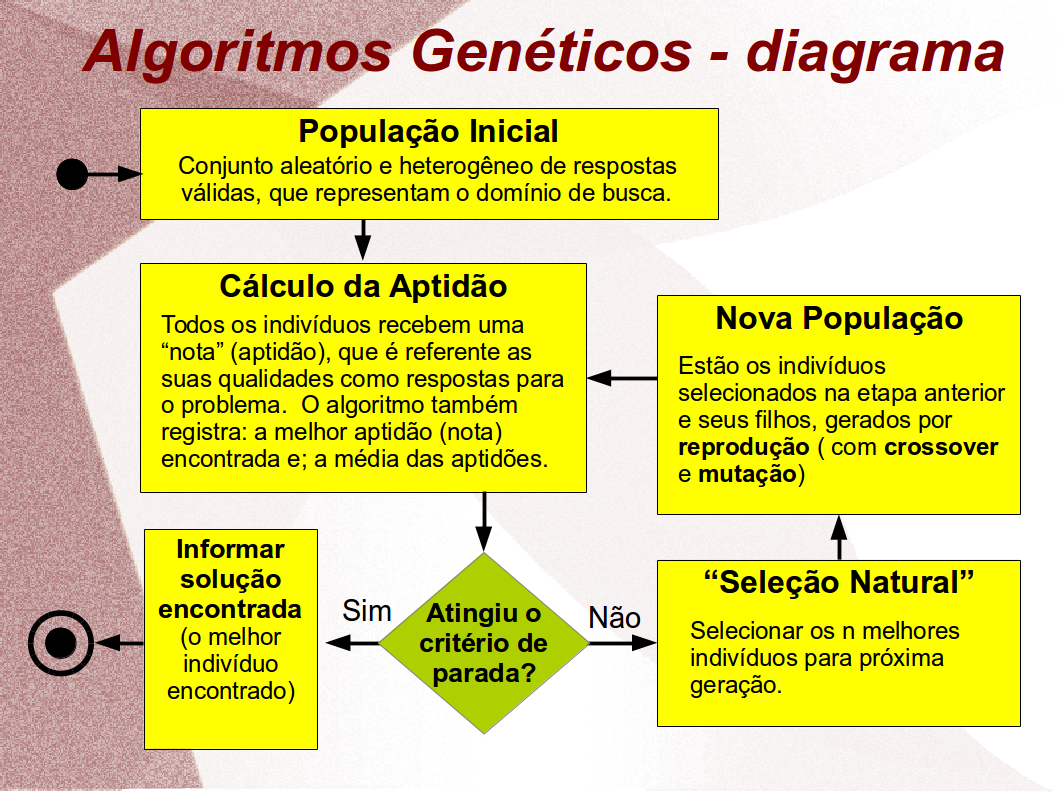 Algoritmos Genéticos - diagrama
População Inicial
Conjunto aleatório e heterogêneo de respostas
válidas, que representam o domínio de busca.
Cálculo da Aptidão
Todos os indivíduos recebem uma
“nota” (aptidão), que é referente as
suas qualidades como respostas para
o problema.  O algoritmo também
registra: a melhor aptidão (nota)
encontrada e; a média das aptidões.
Nova População
Estão os indivíduos
selecionados na etapa anterior
e seus filhos, gerados por
reprodução ( com crossover
e mutação)
Informar
solução
encontrada
(o melhor
indivíduo
encontrado)
Sim
Atingiu o
critério de
parada?
Não
“Seleção Natural”
Selecionar os n melhores
indivíduos para próxima
geração.